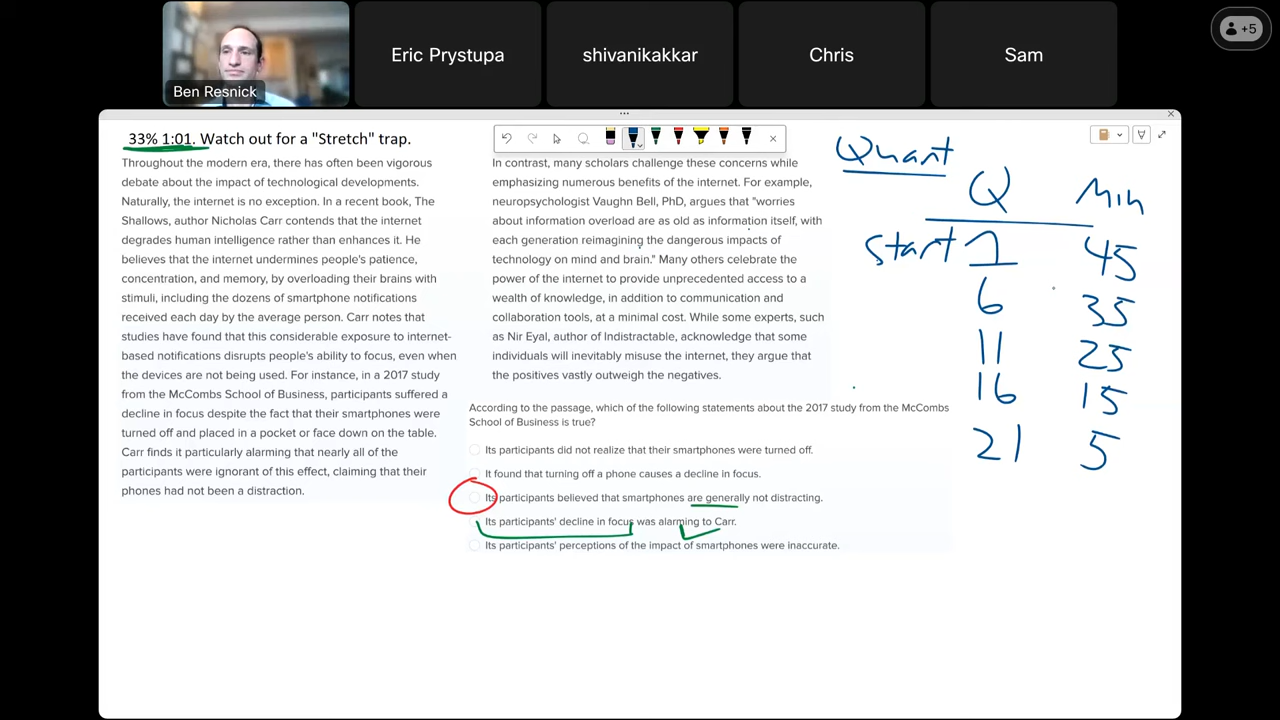 Ben Resnick
Eric Prystupa
shivanikakkar
Chris
Sam
+5
33% 1:01. Watch out for a "Stretch" trap.
Throughout the modern era, there has often been vigorous
debate about the impact of technological developments.
Naturally, the internet is no exception. In a recent book, The
Shallows, author Nicholas Carr contends that the internet
degrades human intelligence rather than enhances it. He
believes that the internet undermines people's patience,
concentration, and memory, by overloading their brains with
stimuli, including the dozens of smartphone notifications
received each day by the average person. Carr notes that
studies have found that this considerable exposure to internet-
based notifications disrupts people's ability to focus, even when
the devices are not being used. For instance, in a 2017 study
from the McCombs School of Business, participants suffered a
decline in focus despite the fact that their smartphones were
turned off and placed in a pocket or face down on the table.
Carr finds it particularly alarming that nearly all of the
participants were ignorant of this effect, claiming that their
phones had not been a distraction.
In contrast, many scholars challenge these concerns while
emphasizing numerous benefits of the internet. For example,
neuropsychologist Vaughn Bell, PhD, argues that "worries
about information overload are as old as information itself, with
each generation reimagining the dangerous impacts of
technology on mind and brain." Many others celebrate the
power of the internet to provide unprecedented access to a
wealth of knowledge, in addition to communication and
collaboration tools, at a minimal cost. While some experts, such
as Nir Eyal, author of Indistractable, acknowledge that some
individuals will inevitably misuse the internet, they argue that
the positives vastly outweigh the negatives.
According to the passage, which of the following statements about the 2017 study from the McCombs
School of Business is true?
Its participants did not realize that their smartphones were turned off.
It found that turning off a phone causes a decline in focus.
Its participants believed that smartphones are generally not distracting.
Its participants' decline in focus was alarming to Carr.
Its participants' perceptions of the impact of smartphones were inaccurate.
Quant
Q Min
start 1 45
6 35
11 25
16 15
21 5